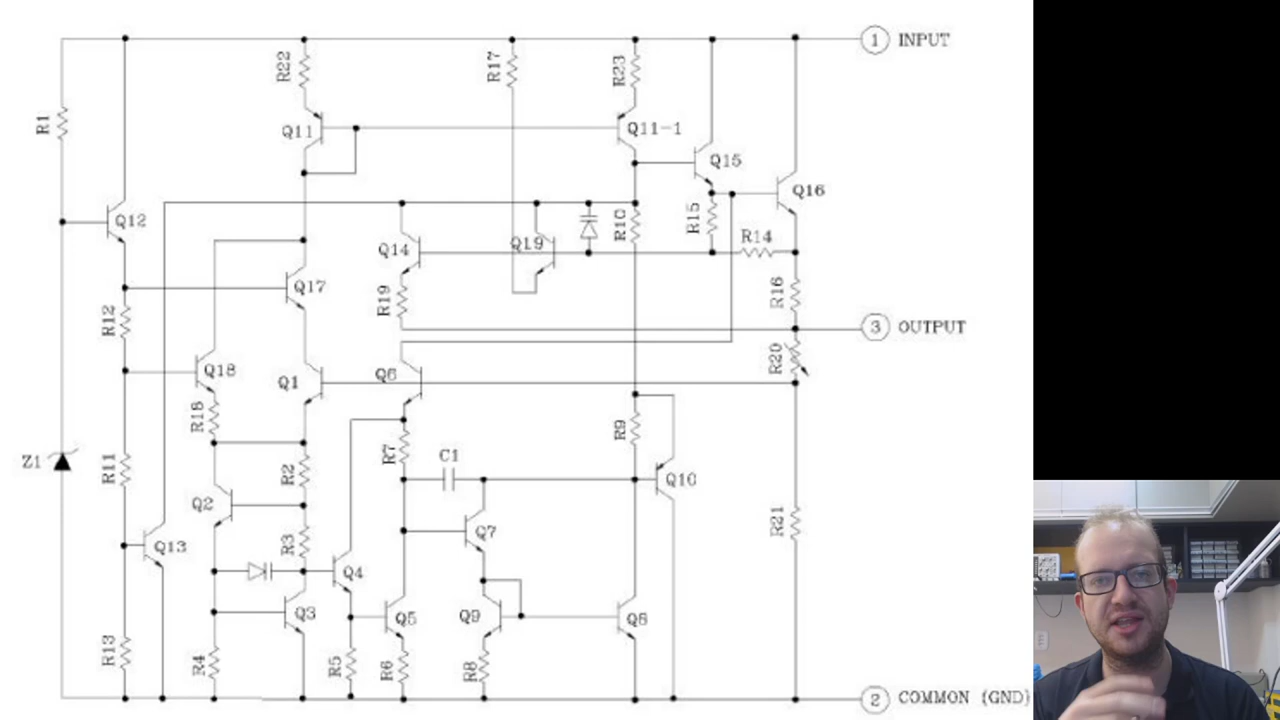 1 INPUT
R22
R17
R23
R1
Q11
Q11-1
Q15
Q16
Q12
R15
R14
R10
Q14
Q19
Q17
R19
R16
R12
3 OUTPUT
R20
Q18
Q1
Q6
R18
R9
R7
C1
Z1
R11
R2
Q10
Q2
Q7
R21
Q13
R3
Q4
Q3
Q5
Q9
Q8
R13
R4
R5
R6
R8
2 COMMON (GND)